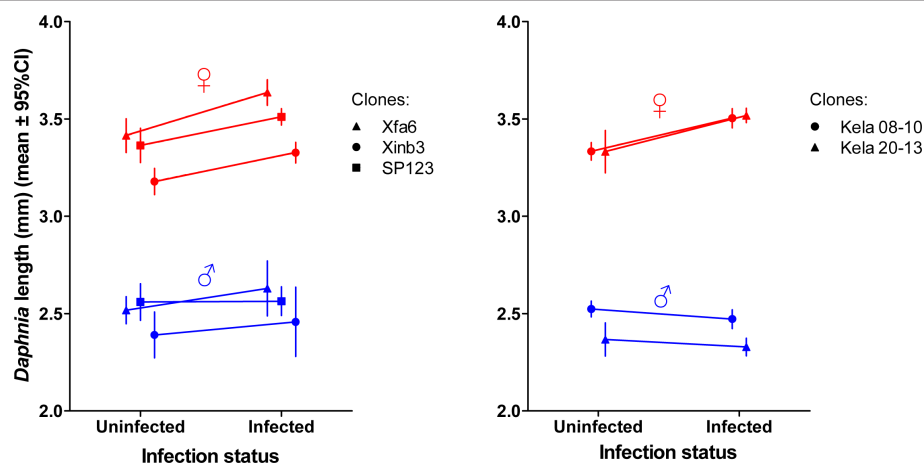 Daphnia length (mm) (mean ± 95%CI)
4.0
3.5
3.0
2.5
2.0
♀
♂
Uninfected Infected
Infection status
Clones:
Xfa6
Xinb3
SP123
4.0
3.5
3.0
2.5
2.0
♀
♂
Uninfected Infected
Infection status
Clones:
Kela 08-10
Kela 20-13